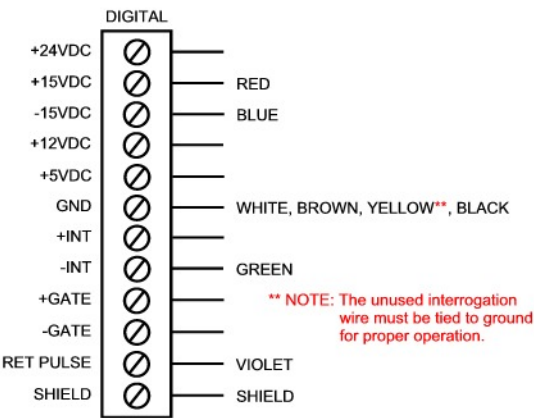 DIGITAL
+24VDC
+15VDC RED
-15VDC BLUE
+12VDC
+5VDC
GND WHITE, BROWN, YELLOW**, BLACK
+INT
-INT GREEN
+GATE
** NOTE: The unused interrogation
wire must be tied to ground
for proper operation.
-GATE
RET PULSE VIOLET
SHIELD SHIELD